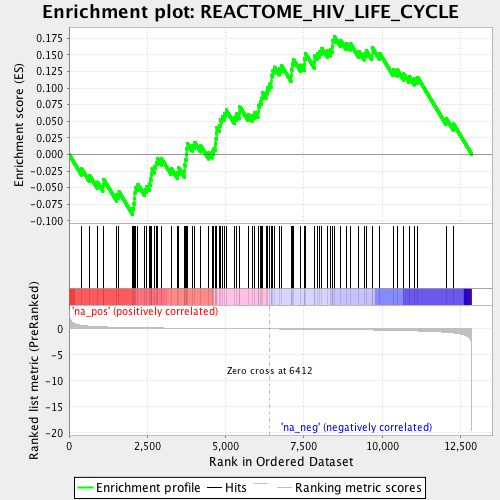 Enrichment plot: REACTOME_HIV_LIFE_CYCLE
Enrichment score (ES)
0.175
0.150
0.125
0.100
0.075
0.050
0.025
0.000
-0.025
-0.050
-0.075
-0.100
Ranked list metric (PreRanked)
'na_pos' (positively correlated)
0
-5
-10
-15
-20
Zero cross at 6412
'na_neg' (negatively correlated)
0
2,500
5,000
7,500
10,000
12,500
Rank in Ordered Dataset
Enrichment profile
Hits
Ranking metric scores